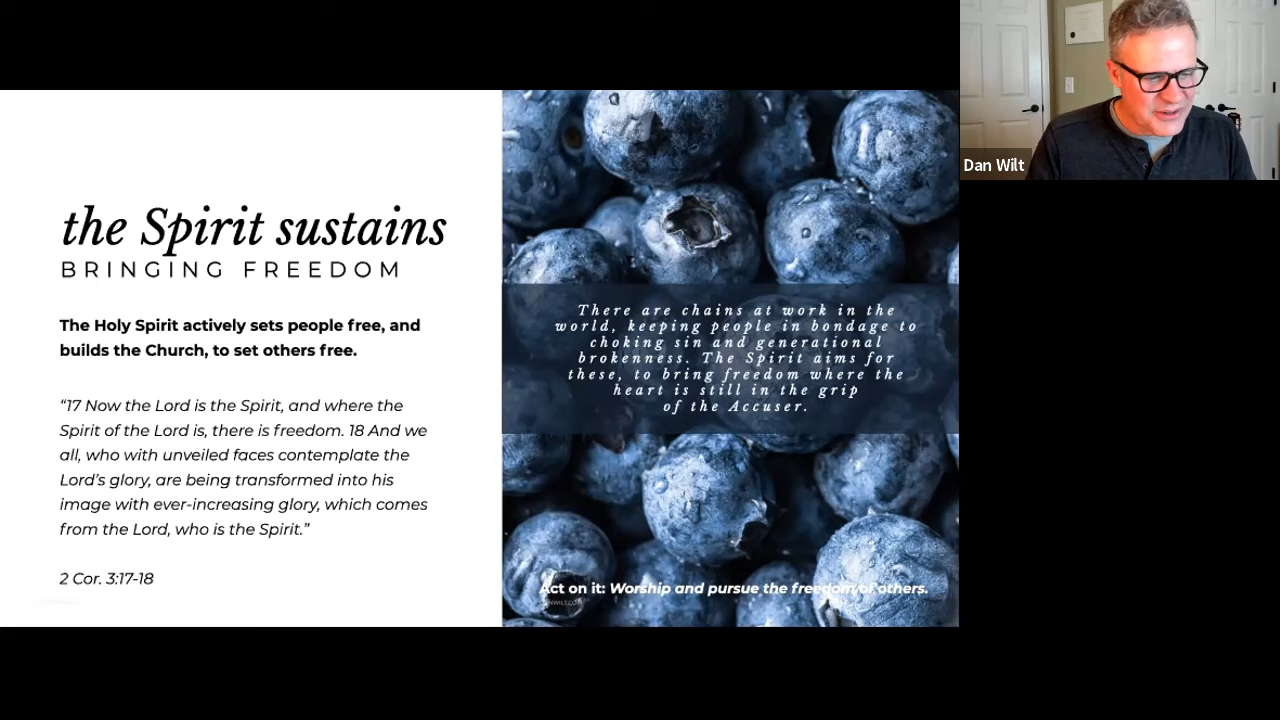 the Spirit sustains
BRINGING FREEDOM
The Holy Spirit actively sets people free, and
builds the Church, to set others free.
“17 Now the Lord is the Spirit, and where the
Spirit of the Lord is, there is freedom. 18 And we
all, who with unveiled faces contemplate the
Lord’s glory, are being transformed into his
image with ever-increasing glory, which comes
from the Lord, who is the Spirit.”
2 Cor. 3:17-18
There are chains at work in the
world, keeping people in bondage to
choking sin and generational
brokenness. The Spirit aims for
these, to bring freedom where the
heart is still in the grip
of the Accuser.
Act on it: Worship and pursue the freedom of others.
Dan Wilt